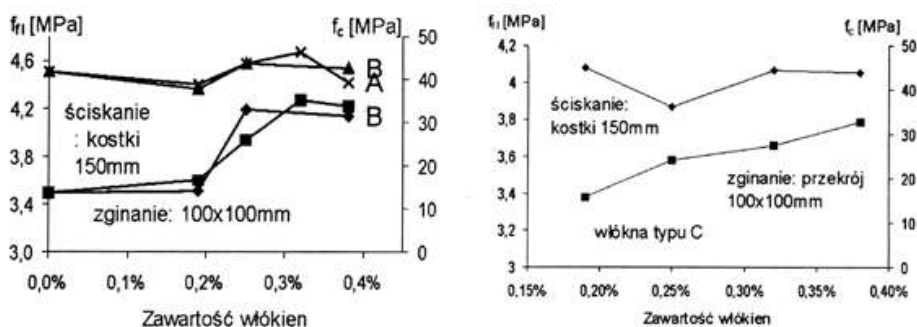 f_fl [MPa]
f_c [MPa]
4,6
4,2
3,8
3,4
3,0
50
40
30
20
10
0
B
A
B
ściskanie
: kostki
150mm
zginanie: 100x100mm
0,0%
0,1%
0,2%
0,3%
0,4%
Zawartość włókien
f_fl [MPa]
f_c [MPa]
4,2
4
3,8
3,6
3,4
3,2
3
50
40
30
20
10
0
ściskanie:
kostki 150mm
zginanie: przekrój
100x100mm
włókna typu C
0,15%
0,20%
0,25%
0,30%
0,35%
0,40%
Zawartość włókien